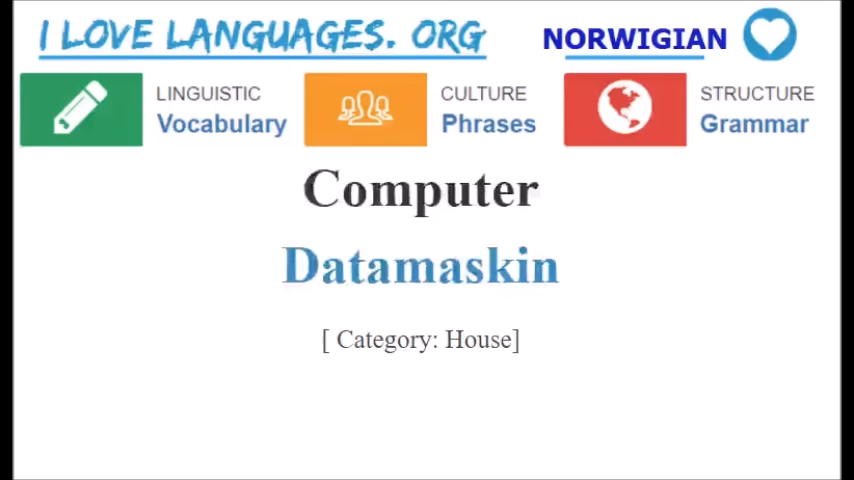 I LOVE LANGUAGES. ORG
NORWIGIAN
LINGUISTIC
Vocabulary
CULTURE
Phrases
STRUCTURE
Grammar
Computer
Datamaskin
[ Category: House]